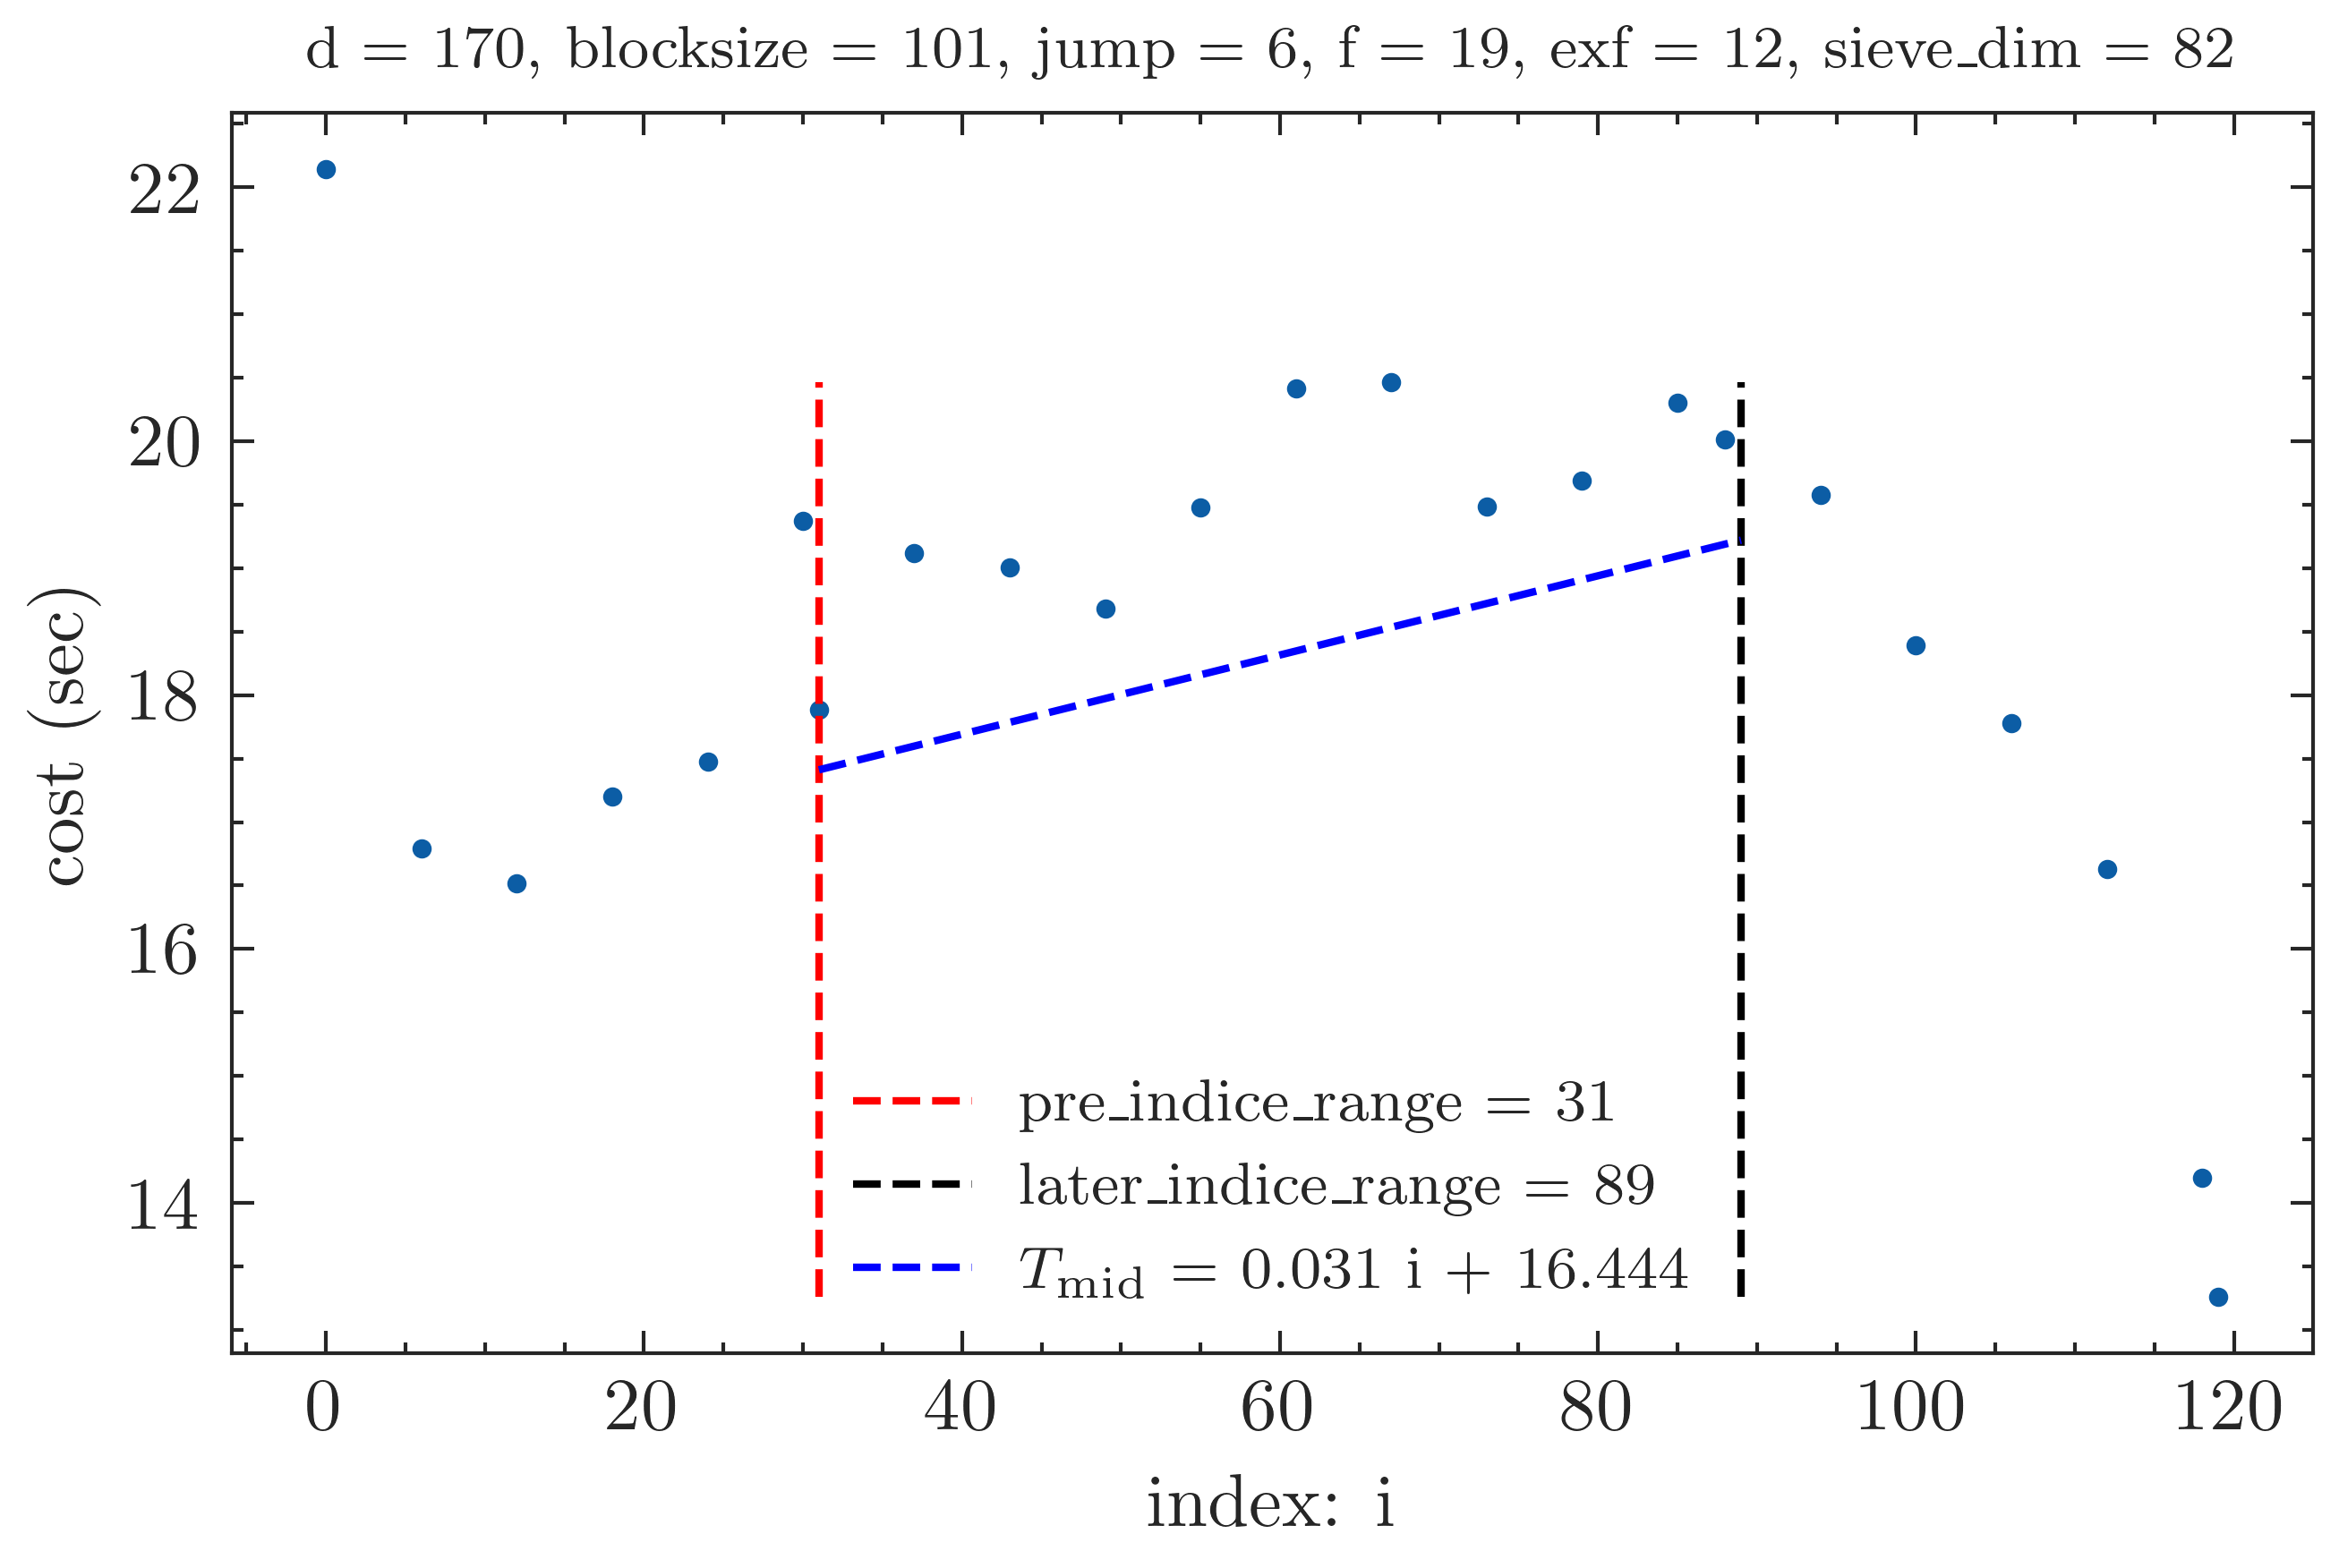 d = 170, blocksize = 101, jump = 6, f = 19, exf = 12, sieve_dim = 82
cost (sec)
22
20
18
16
14
pre_indice_range = 31
later_indice_range = 89
T_mid = 0.031 i + 16.444
0 20 40 60 80 100 120
index: i